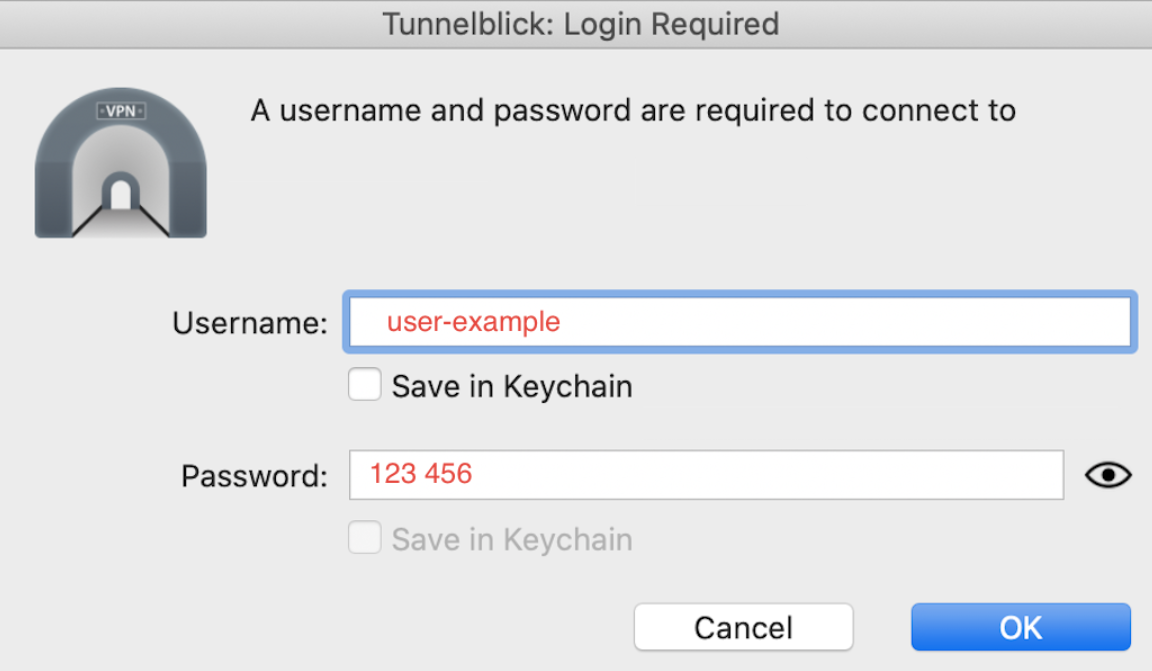 Tunnelblick: Login Required
VPN
A username and password are required to connect to
Username: user-example
Save in Keychain
Password: 123 456
Save in Keychain
Cancel OK